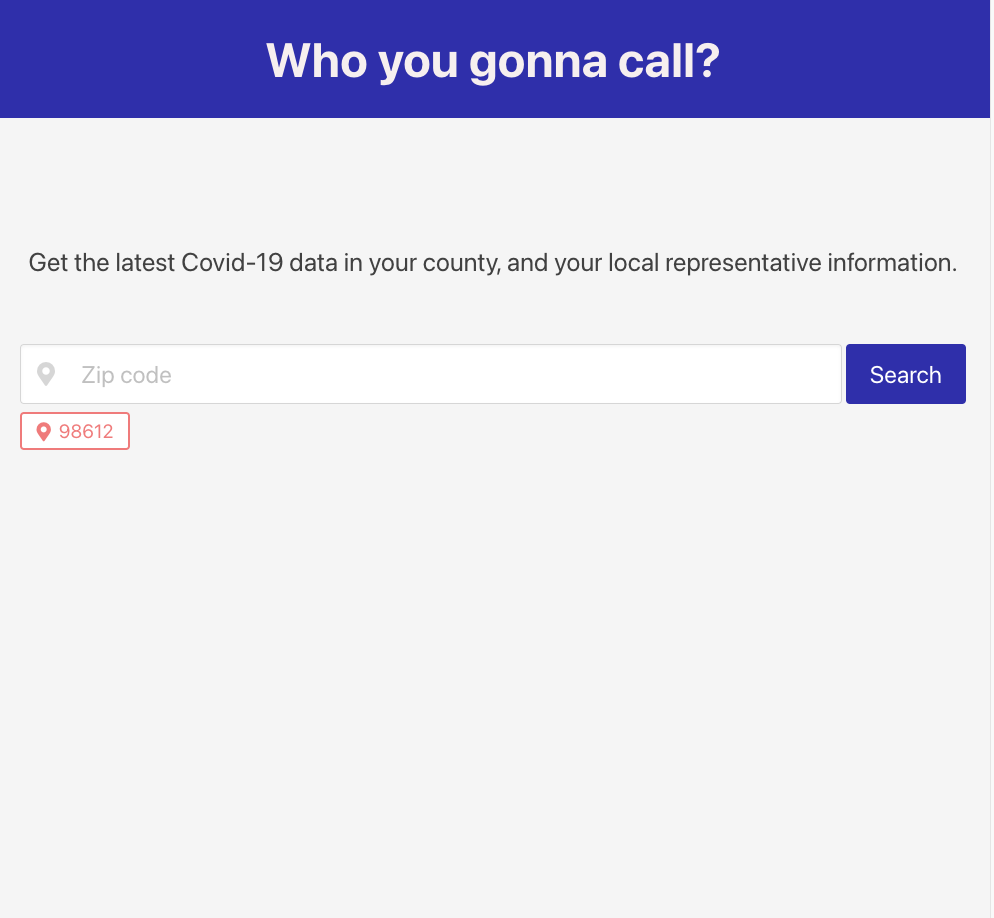 Who you gonna call?
Get the latest Covid-19 data in your county, and your local representative information.
Zip code
Search
98612